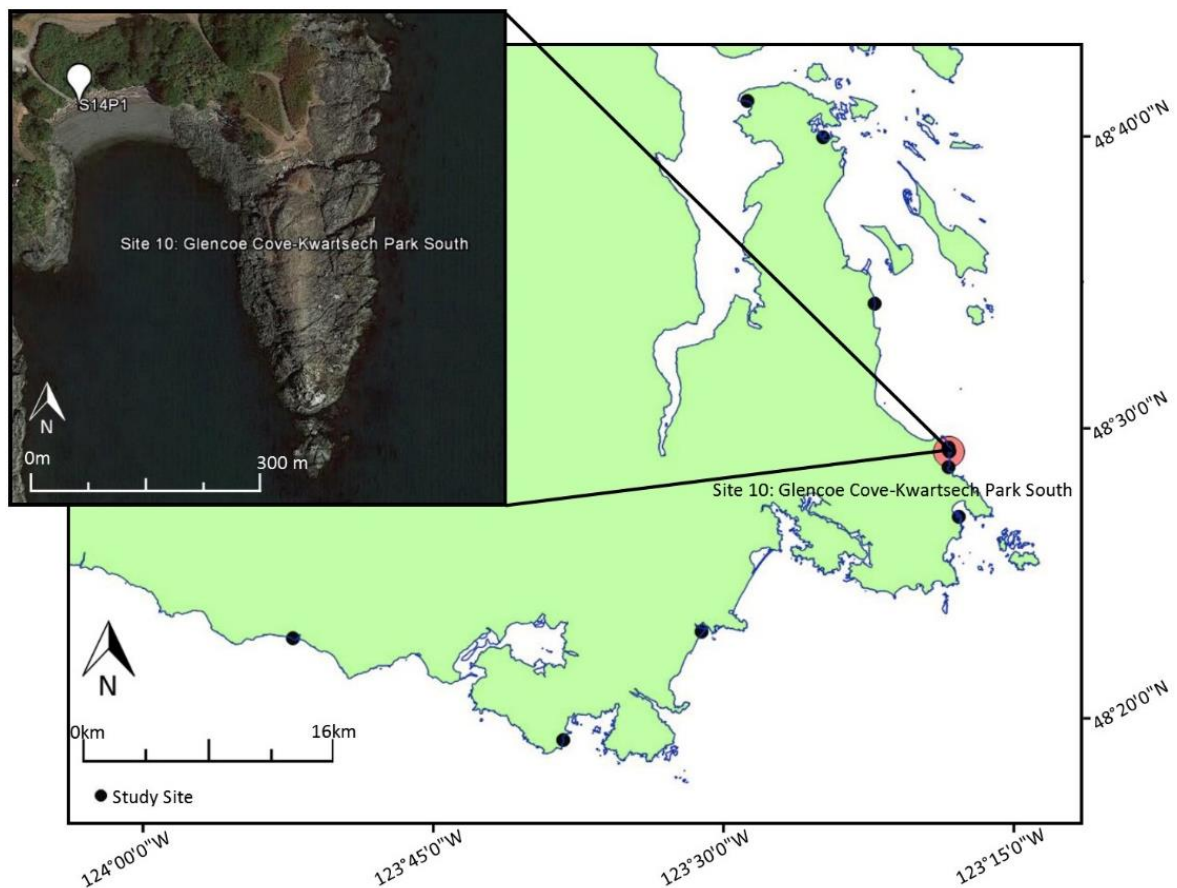 S14P1
Site 10: Glencoe Cove-Kwartsech Park South
N
0m
300 m
48°40'0"N
48°30'0"N
Site 10: Glencoe Cove-Kwartsech Park South
48°20'0"N
N
0km
16km
Study Site
124°00'0"W
123°45'0"W
123°30'0"W
123°15'0"W